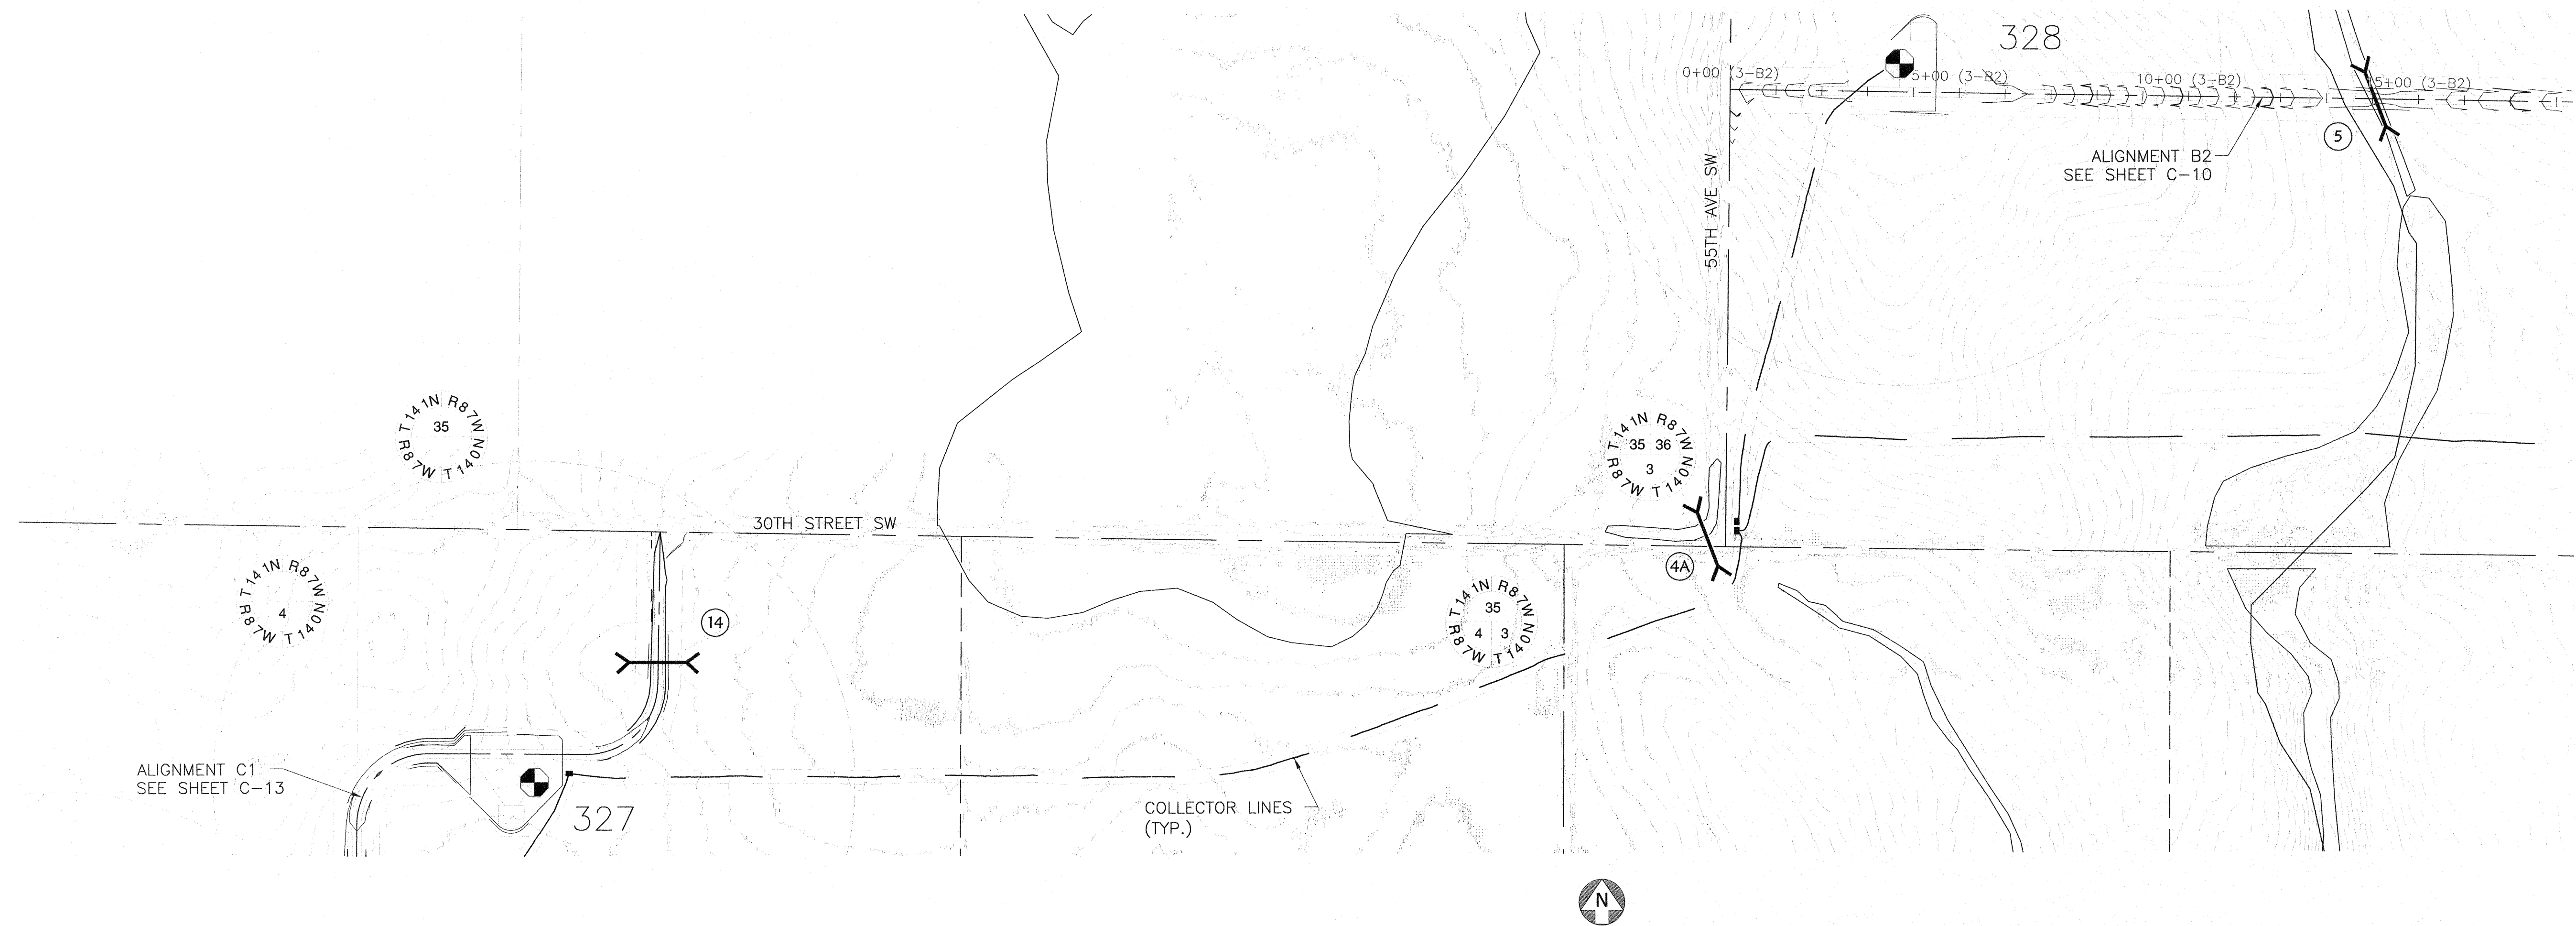 328
0+00 (3-B2)
5+00 (3-B2)
10+00 (3-B2)
15+00 (3-B2)
5
ALIGNMENT B2
SEE SHEET C-10
55TH AVE SW
T141N R87W
35
R87W T140N
T141N R87W
35 36
3
R87W T140N
30TH STREET SW
4A
T141N R87W
4
R87W T140N
14
T141N R87W
35
4 3
R87W T140N
ALIGNMENT C1
SEE SHEET C-13
327
COLLECTOR LINES
(TYP.)
N